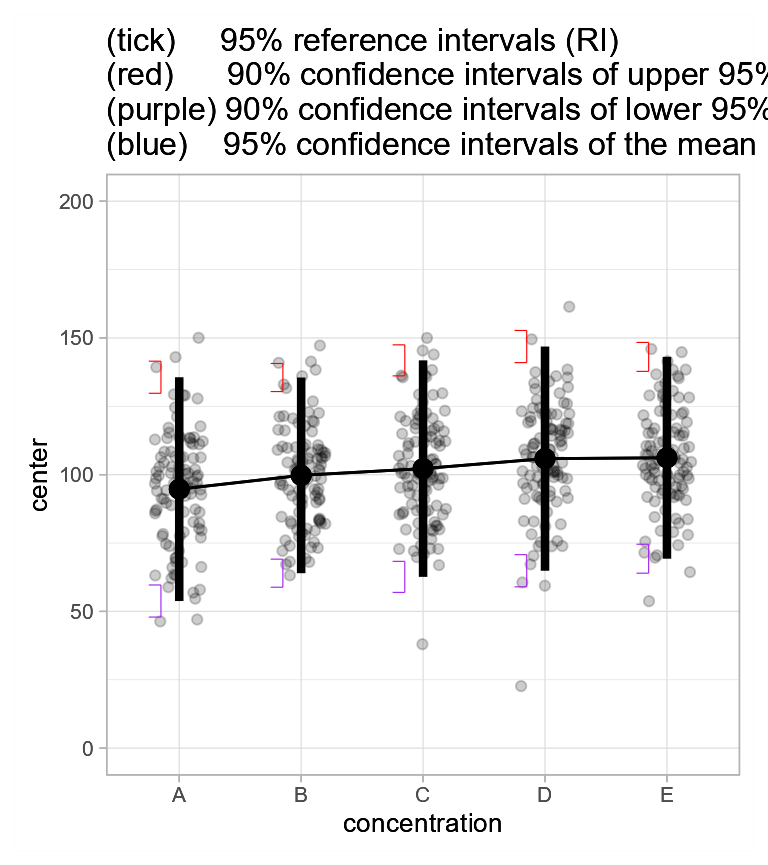 (tick) 95% reference intervals (RI)
(red) 90% confidence intervals of upper 95%
(purple) 90% confidence intervals of lower 95%
(blue) 95% confidence intervals of the mean
200
150
100
50
0
center
A B C D E
concentration